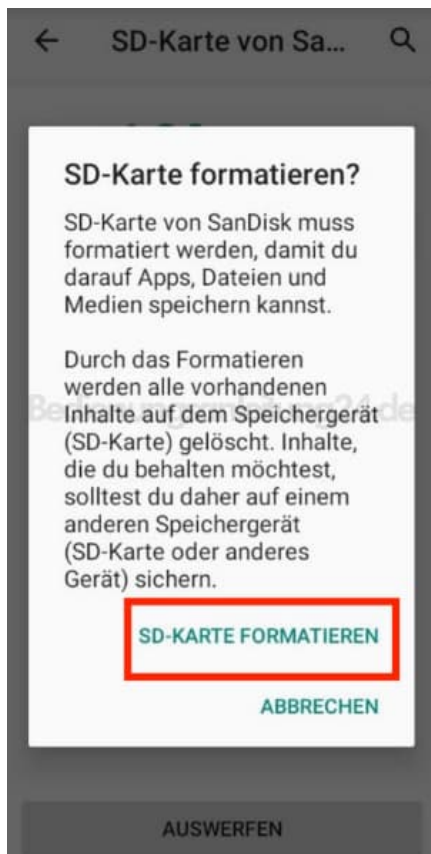 SD-Karte von Sa...
SD-Karte formatieren?
SD-Karte von SanDisk muss
formatiert werden, damit du
darauf Apps, Dateien und
Medien speichern kannst.
Durch das Formatieren
werden alle vorhandenen
Inhalte auf dem Speichergerät
(SD-Karte) gelöscht. Inhalte,
die du behalten möchtest,
solltest du daher auf einem
anderen Speichergerät
(SD-Karte oder anderes
Gerät) sichern.
SD-KARTE FORMATIEREN
ABBRECHEN
AUSWERFEN